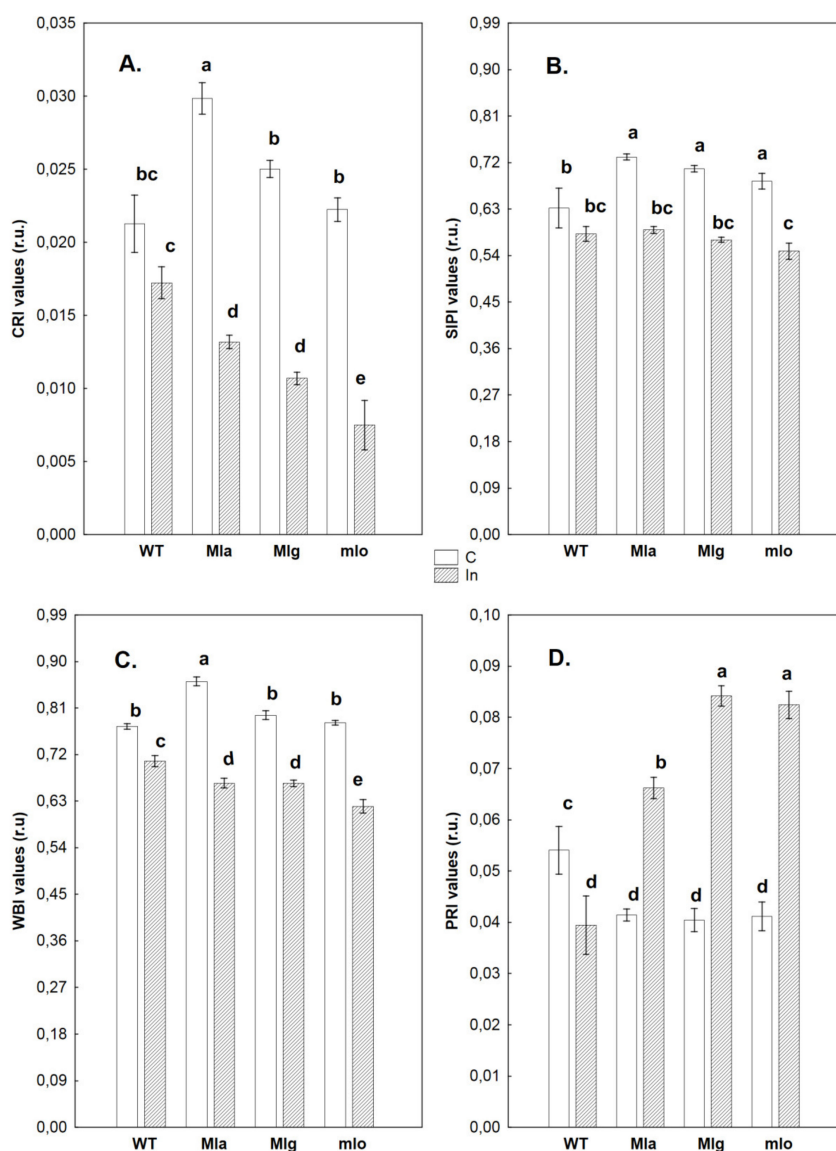 A.
CRI values (r.u.)
0,035
0,030
0,025
0,020
0,015
0,010
0,005
0,000
bc
c
a
d
b
d
b
e
WT
Mla
Mlg
mlo
B.
SIPI values (r.u.)
0,99
0,90
0,81
0,72
0,63
0,54
0,45
0,36
0,27
0,18
0,09
0,00
b
bc
a
bc
a
bc
a
c
WT
Mla
Mlg
mlo
C
In
C.
WBI values (r.u)
0,99
0,90
0,81
0,72
0,63
0,54
0,45
0,36
0,27
0,18
0,09
0,00
b
c
a
d
b
d
b
e
WT
Mla
Mlg
mlo
D.
PRI values (r.u.)
0,10
0,09
0,08
0,07
0,06
0,05
0,04
0,03
0,02
0,01
0,00
c
d
d
b
d
a
d
a
WT
Mla
Mlg
mlo